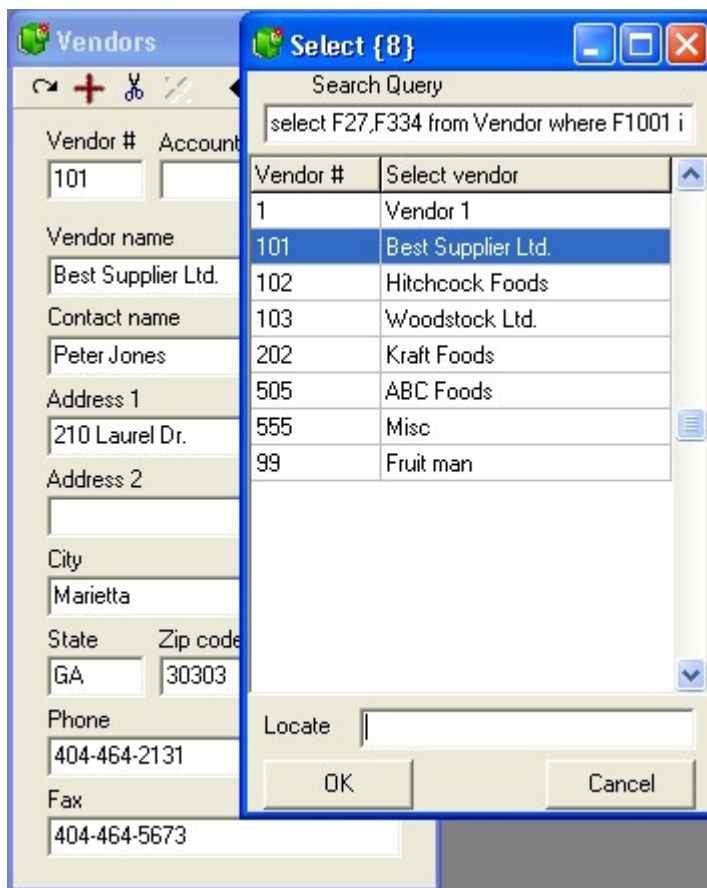 Vendors
Vendor # Account
101
Vendor name
Best Supplier Ltd.
Contact name
Peter Jones
Address 1
210 Laurel Dr.
Address 2
City
Marietta
State Zip code
GA 30303
Phone
404-464-2131
Fax
404-464-5673
Select {8}
Search Query
select F27,F334 from Vendor where F1001 i
Vendor # Select vendor
1 Vendor 1
101 Best Supplier Ltd.
102 Hitchcock Foods
103 Woodstock Ltd.
202 Kraft Foods
505 ABC Foods
555 Misc
99 Fruit man
Locate
OK Cancel